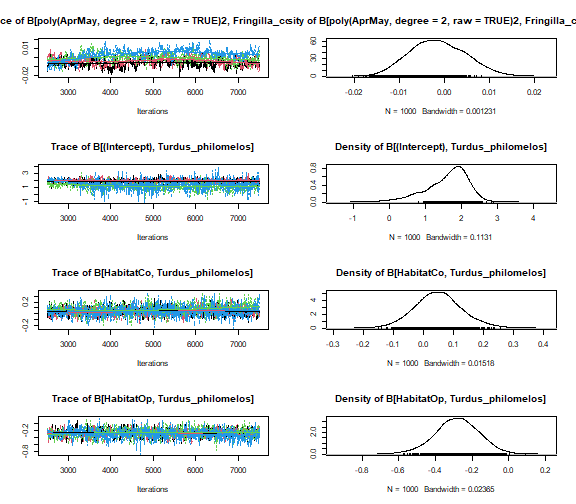 ce of B[poly(AprMay, degree = 2, raw = TRUE)2, Fringilla_c
sity of B[poly(AprMay, degree = 2, raw = TRUE)2, Fringilla_c
0.01
-0.02
3000 4000 5000 6000 7000
Iterations
60
30
0
-0.02 -0.01 0.00 0.01 0.02
N = 1000 Bandwidth = 0.001231
Trace of B[(Intercept), Turdus_philomelos]
Density of B[(Intercept), Turdus_philomelos]
3
1
-1
3000 4000 5000 6000 7000
Iterations
0.8
0.4
0.0
-1 0 1 2 3 4
N = 1000 Bandwidth = 0.1131
Trace of B[HabitatCo, Turdus_philomelos]
Density of B[HabitatCo, Turdus_philomelos]
0.2
-0.2
3000 4000 5000 6000 7000
Iterations
4
2
0
-0.3 -0.2 -0.1 0.0 0.1 0.2 0.3 0.4
N = 1000 Bandwidth = 0.01518
Trace of B[HabitatOp, Turdus_philomelos]
Density of B[HabitatOp, Turdus_philomelos]
-0.2
-0.8
3000 4000 5000 6000 7000
Iterations
2.0
0.0
-0.8 -0.6 -0.4 -0.2 0.0 0.2
N = 1000 Bandwidth = 0.02365